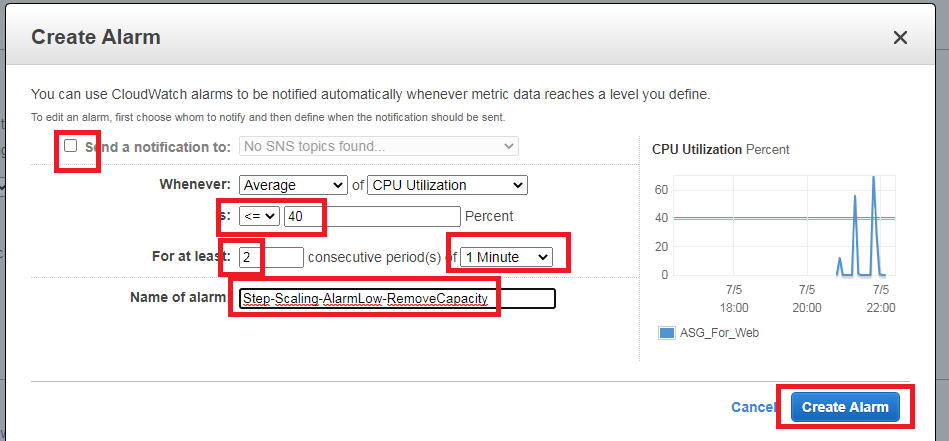 Create Alarm
You can use CloudWatch alarms to be notified automatically whenever metric data reaches a level you define.
To edit an alarm, first choose whom to notify and then define when the notification should be sent.
Send a notification to: No SNS topics found...
Whenever: Average of CPU Utilization
Is: <= 40 Percent
For at least: 2 consecutive period(s) of 1 Minute
Name of alarm: Step-Scaling-AlarmLow-RemoveCapacity
CPU Utilization Percent
60
40
20
0
7/5 7/5 7/5
18:00 20:00 22:00
ASG_For_Web
Cancel Create Alarm